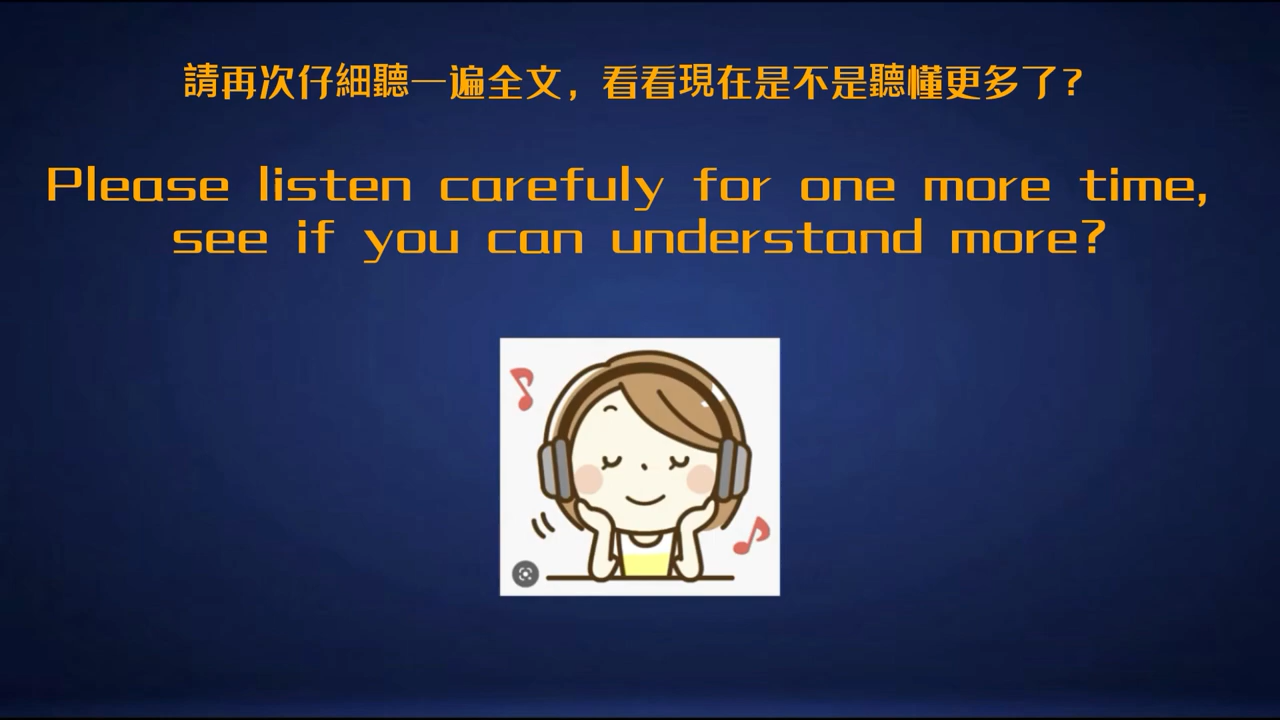 請再次仔細聽一遍全文，看看現在是不是聽懂更多了？
Please listen carefuly for one more time,
see if you can understand more?